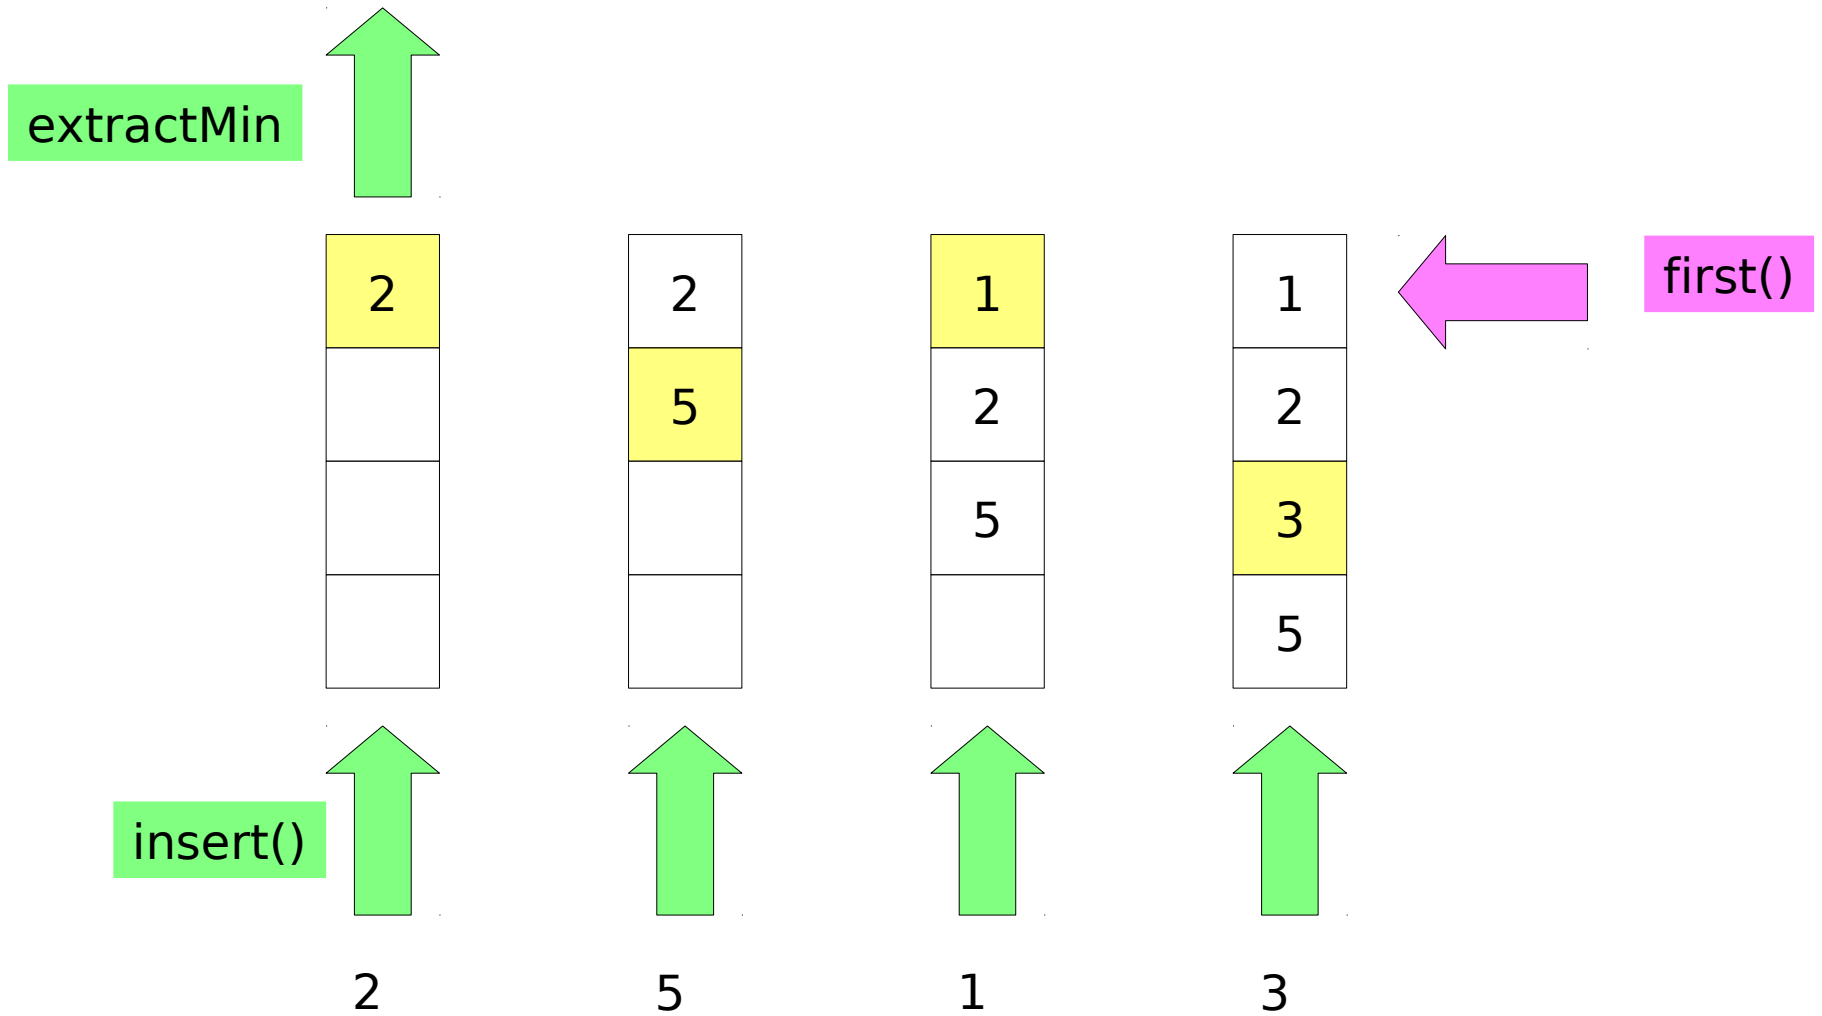 extractMin
2 2 1 1 first()
5 2 2
5 3
5
insert()
2 5 1 3